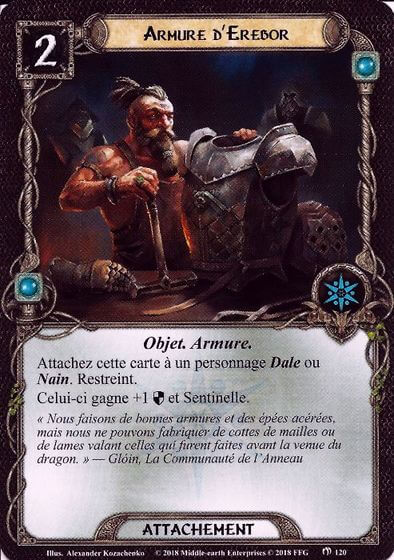 2
ARMURE D'EREBOR
Objet. Armure.
Attachez cette carte à un personnage Dale ou
Nain. Restreint.
Celui-ci gagne +1 et Sentinelle.
« Nous faisons de bonnes armures et des épées acérées,
mais nous ne pouvons fabriquer de cottes de mailles ou
de lames valant celles qui furent faites avant la venue du
dragon. » — Glóin, La Communauté de l'Anneau
ATTACHEMENT
Illus. Alexander Kozachenko © 2018 Middle-earth Enterprises © 2018 FFG 120